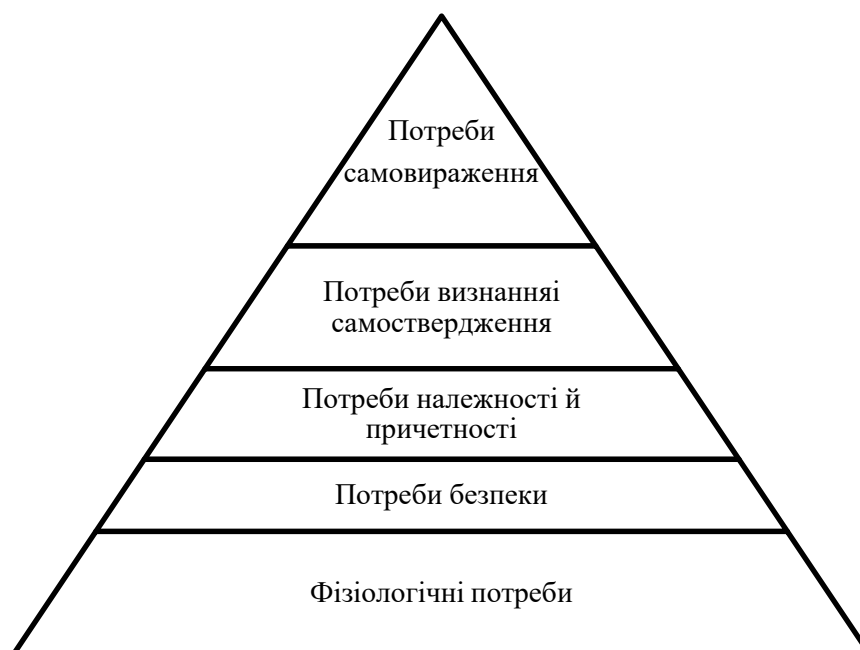 Потреби
самовираження
Потреби визнанняі
самоствердження
Потреби належності й
причетності
Потреби безпеки
Фізіологічні потреби